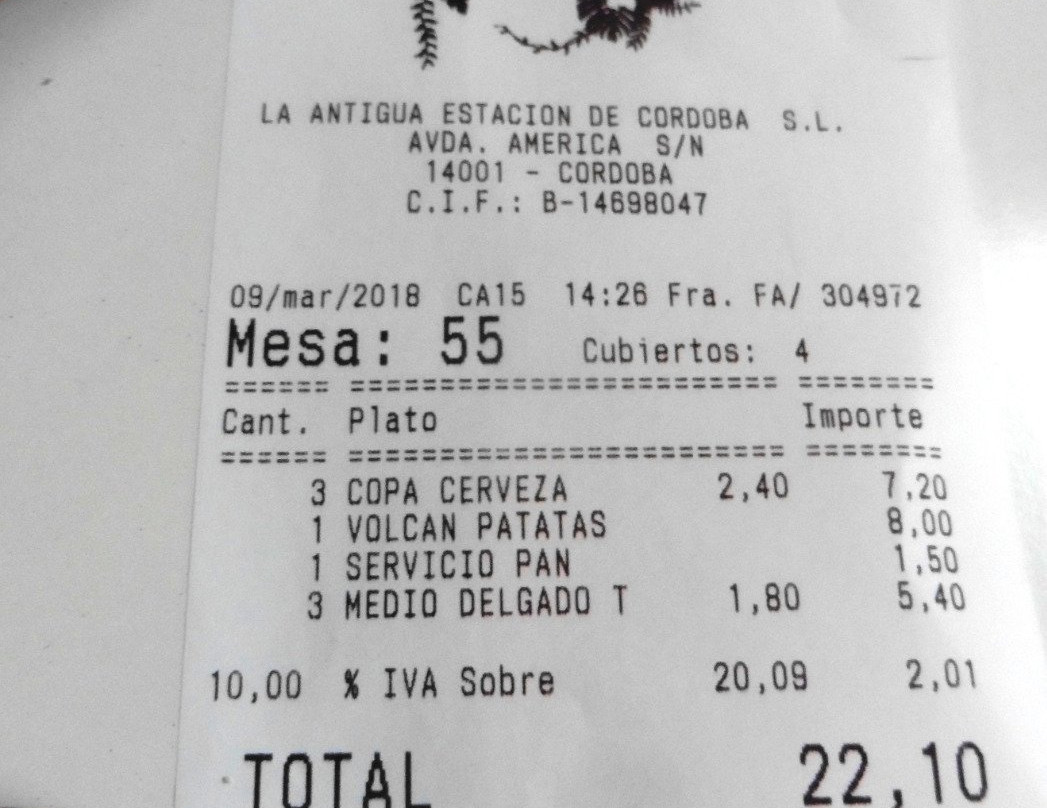 LA ANTIGUA ESTACION DE CORDOBA S.L.
AVDA. AMERICA S/N
14001 - CORDOBA
C.I.F.: B-14698047
09/mar/2018 CA15 14:26 Fra. FA/ 304972
Mesa: 55 Cubiertos: 4
====== ========================= ========
Cant. Plato Importe
====== ========================= ========
3 COPA CERVEZA 2,40 7,20
1 VOLCAN PATATAS 8,00
1 SERVICIO PAN 1,50
3 MEDIO DELGADO T 1,80 5,40
10,00 % IVA Sobre 20,09 2,01
TOTAL 22,10